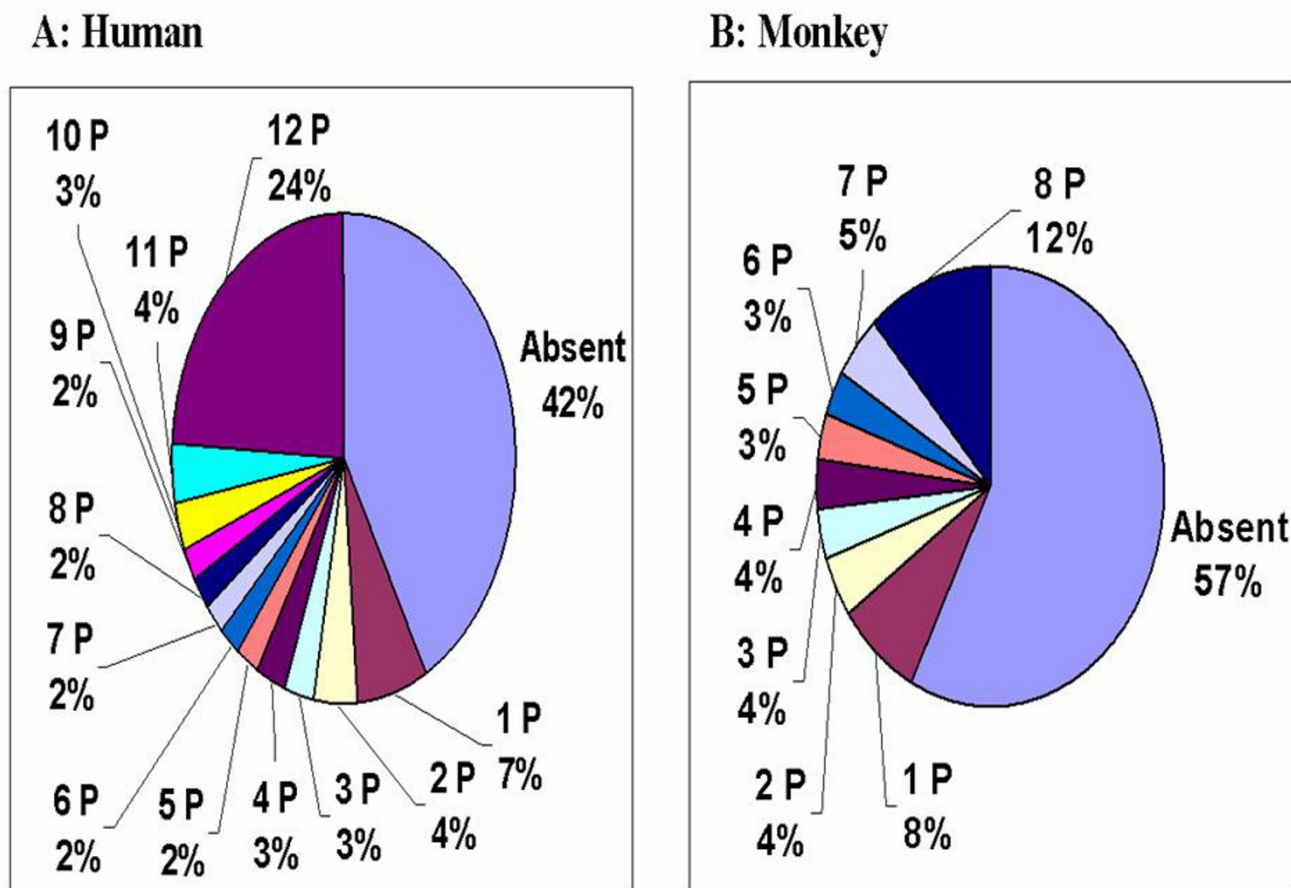 A: Human
12 P
24%
10 P
3%
11 P
4%
9 P
2%
8 P
2%
7 P
2%
6 P
2%
5 P
2%
4 P
3%
3 P
3%
2 P
4%
1 P
7%
Absent
42%
B: Monkey
8 P
12%
7 P
5%
6 P
3%
5 P
3%
4 P
4%
3 P
4%
2 P
4%
1 P
8%
Absent
57%